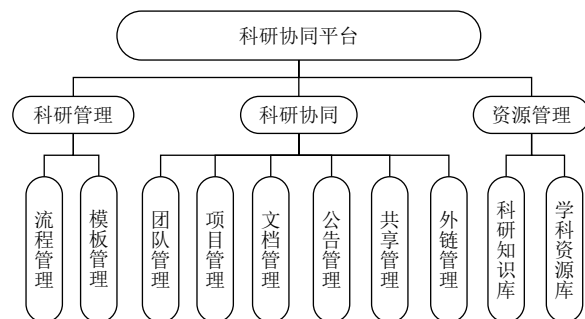 科研协同平台
科研管理
科研协同
资源管理
流程管理
模板管理
团队管理
项目管理
文档管理
公告管理
共享管理
外链管理
科研知识库
学科资源库